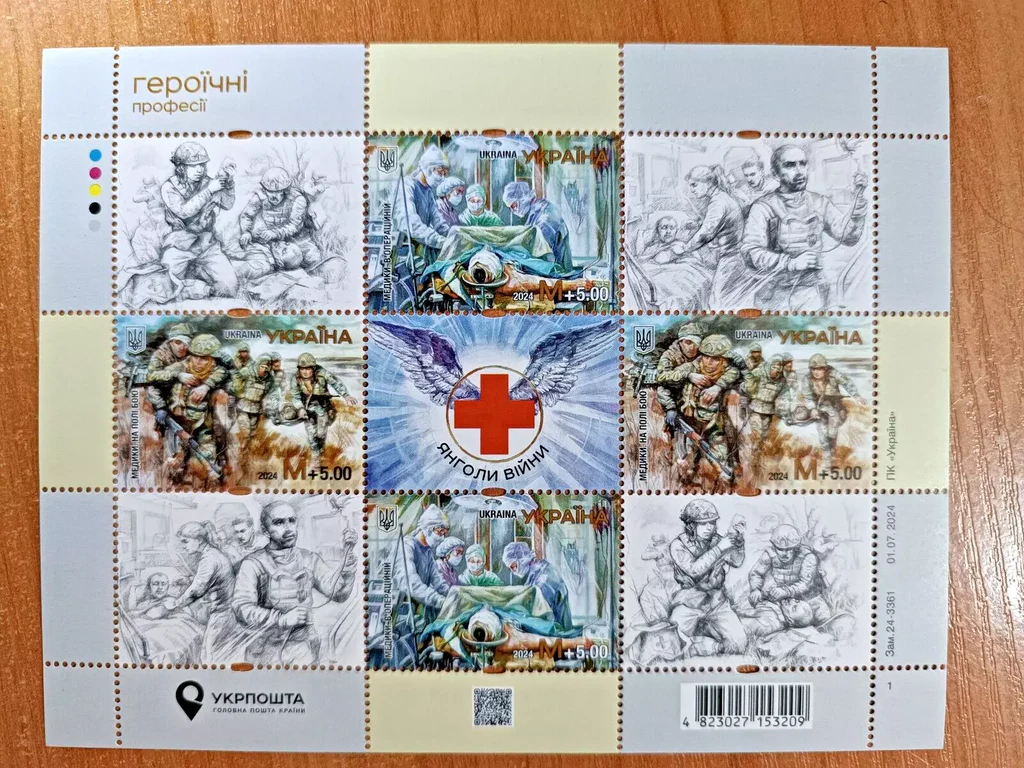 героїчні
професії
UKRAINA УКРАЇНА
МЕДИКИ В ОПЕРАЦІЙНІЙ
2024 M+5.00
UKRAINA УКРАЇНА
МЕДИКИ НА ПОЛІ БОЮ
2024 M+5.00
ЯНГОЛИ ВІЙНИ
UKRAINA УКРАЇНА
МЕДИКИ НА ПОЛІ БОЮ
2024 M+5.00
UKRAINA УКРАЇНА
МЕДИКИ В ОПЕРАЦІЙНІЙ
2024 M+5.00
ПК «Україна»
Зам. 24-3361 01.07.2024
1
УКРПОШТА
ГОЛОВНА ПОШТА КРАЇНИ
4 823027 153209